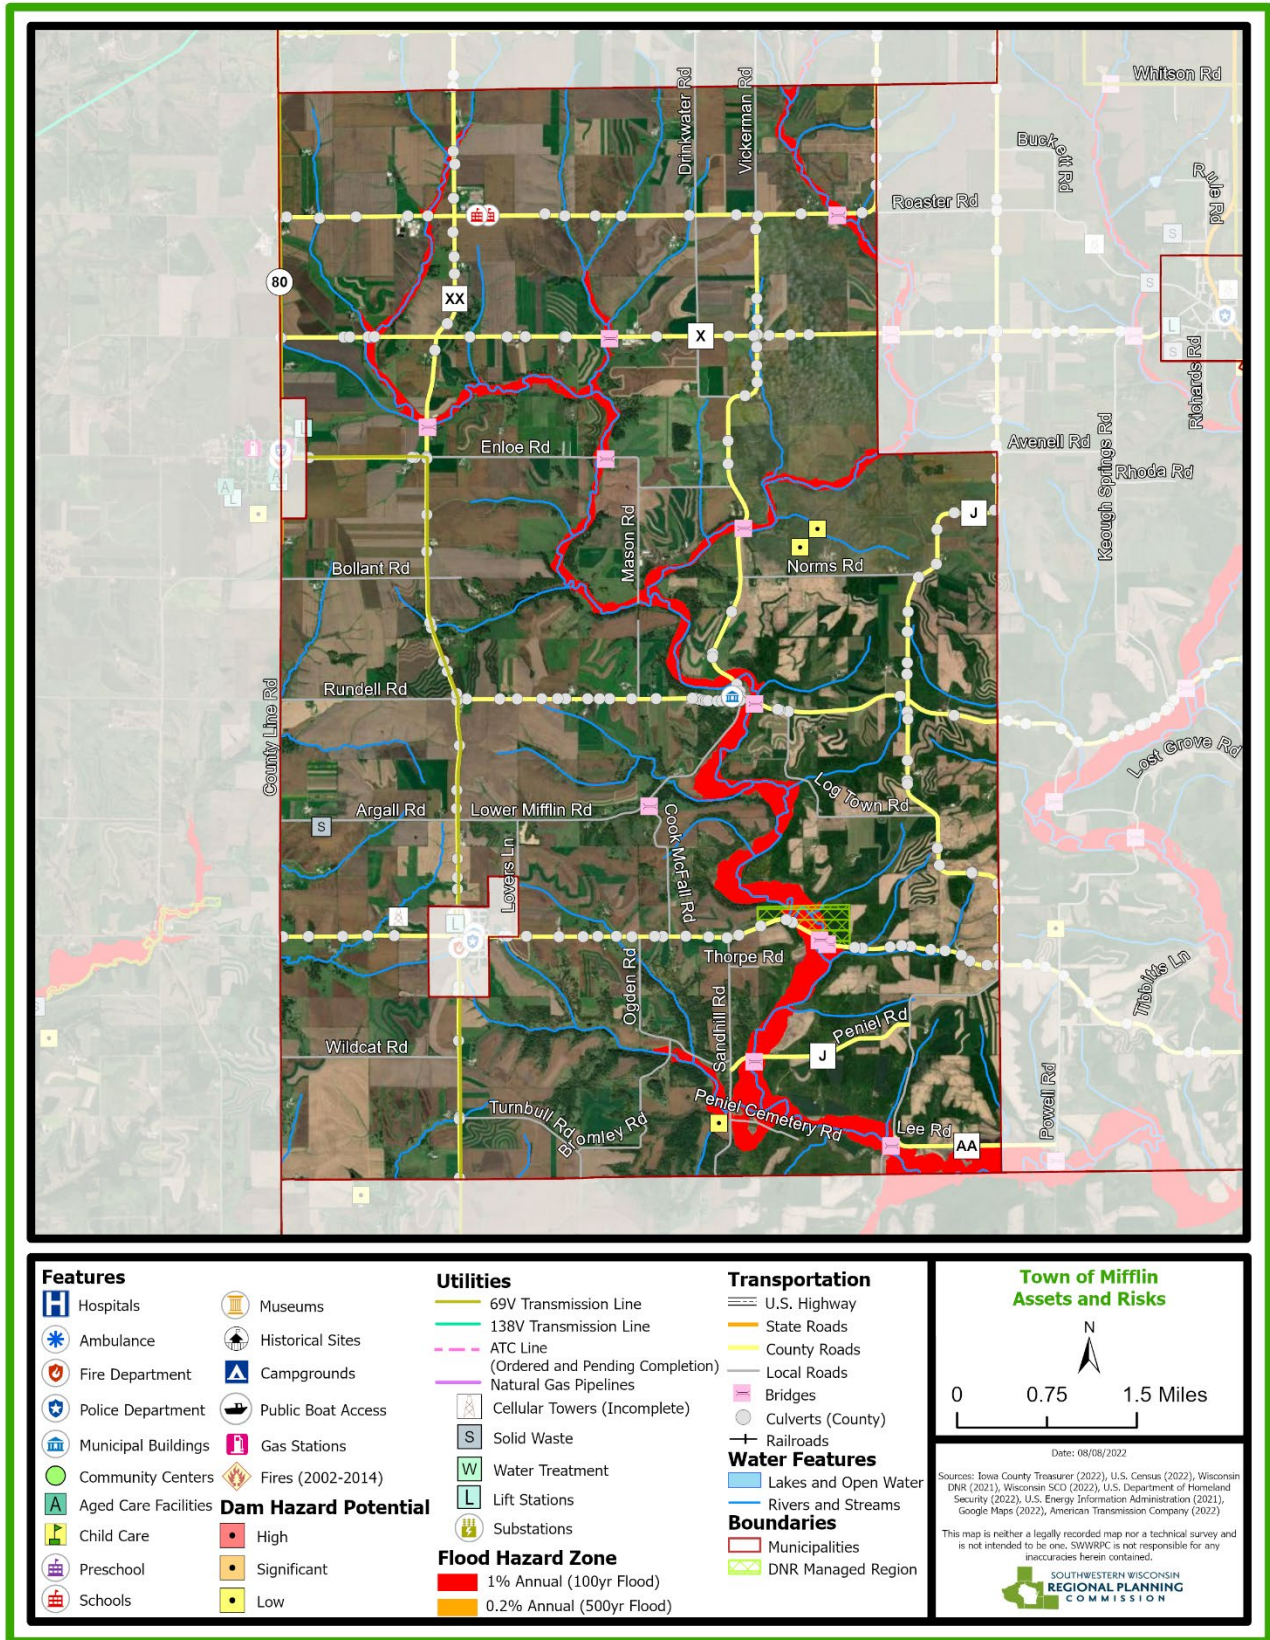 Whitson Rd
Drinkwater Rd
Vickerman Rd
Buckett Rd
Rule Rd
Roaster Rd
S
80
XX
S
X
L
S
Richards Rd
L
Enloe Rd
Avenell Rd
Keough Springs Rd
Rhoda Rd
A
A
L
J
Mason Rd
Bollant Rd
Norms Rd
County Line Rd
Rundell Rd
Lost Grove Rd
Log Town Rd
Argall Rd
Lower Mifflin Rd
S
Cook McFall Rd
Lovers Ln
L
Thorpe Rd
Ogden Rd
Tibbitts Ln
Sandhill Rd
Peniel Rd
Wildcat Rd
J
Powell Rd
Turnbull Rd
Bromley Rd
Peniel Cemetery Rd
Lee Rd
AA
Features
H Hospitals
Ambulance
Fire Department
Police Department
Municipal Buildings
Community Centers
A Aged Care Facilities
Child Care
Preschool
Schools
Museums
Historical Sites
Campgrounds
Public Boat Access
Gas Stations
Fires (2002-2014)
Dam Hazard Potential
High
Significant
Low
Utilities
69V Transmission Line
138V Transmission Line
ATC Line
(Ordered and Pending Completion)
Natural Gas Pipelines
Cellular Towers (Incomplete)
S Solid Waste
W Water Treatment
L Lift Stations
Substations
Flood Hazard Zone
1% Annual (100yr Flood)
0.2% Annual (500yr Flood)
Transportation
U.S. Highway
State Roads
County Roads
Local Roads
Bridges
Culverts (County)
Railroads
Water Features
Lakes and Open Water
Rivers and Streams
Boundaries
Municipalities
DNR Managed Region
Town of Mifflin
Assets and Risks
N
0 0.75 1.5 Miles
Date: 08/08/2022
Sources: Iowa County Treasurer (2022), U.S. Census (2022), Wisconsin
DNR (2021), Wisconsin SCO (2022), U.S. Department of Homeland
Security (2022), U.S. Energy Information Administration (2021),
Google Maps (2022), American Transmission Company (2022)
This map is neither a legally recorded map nor a technical survey and
is not intended to be one. SWWRPC is not responsible for any
inaccuracies herein contained.
SOUTHWESTERN WISCONSIN
REGIONAL PLANNING
COMMISSION